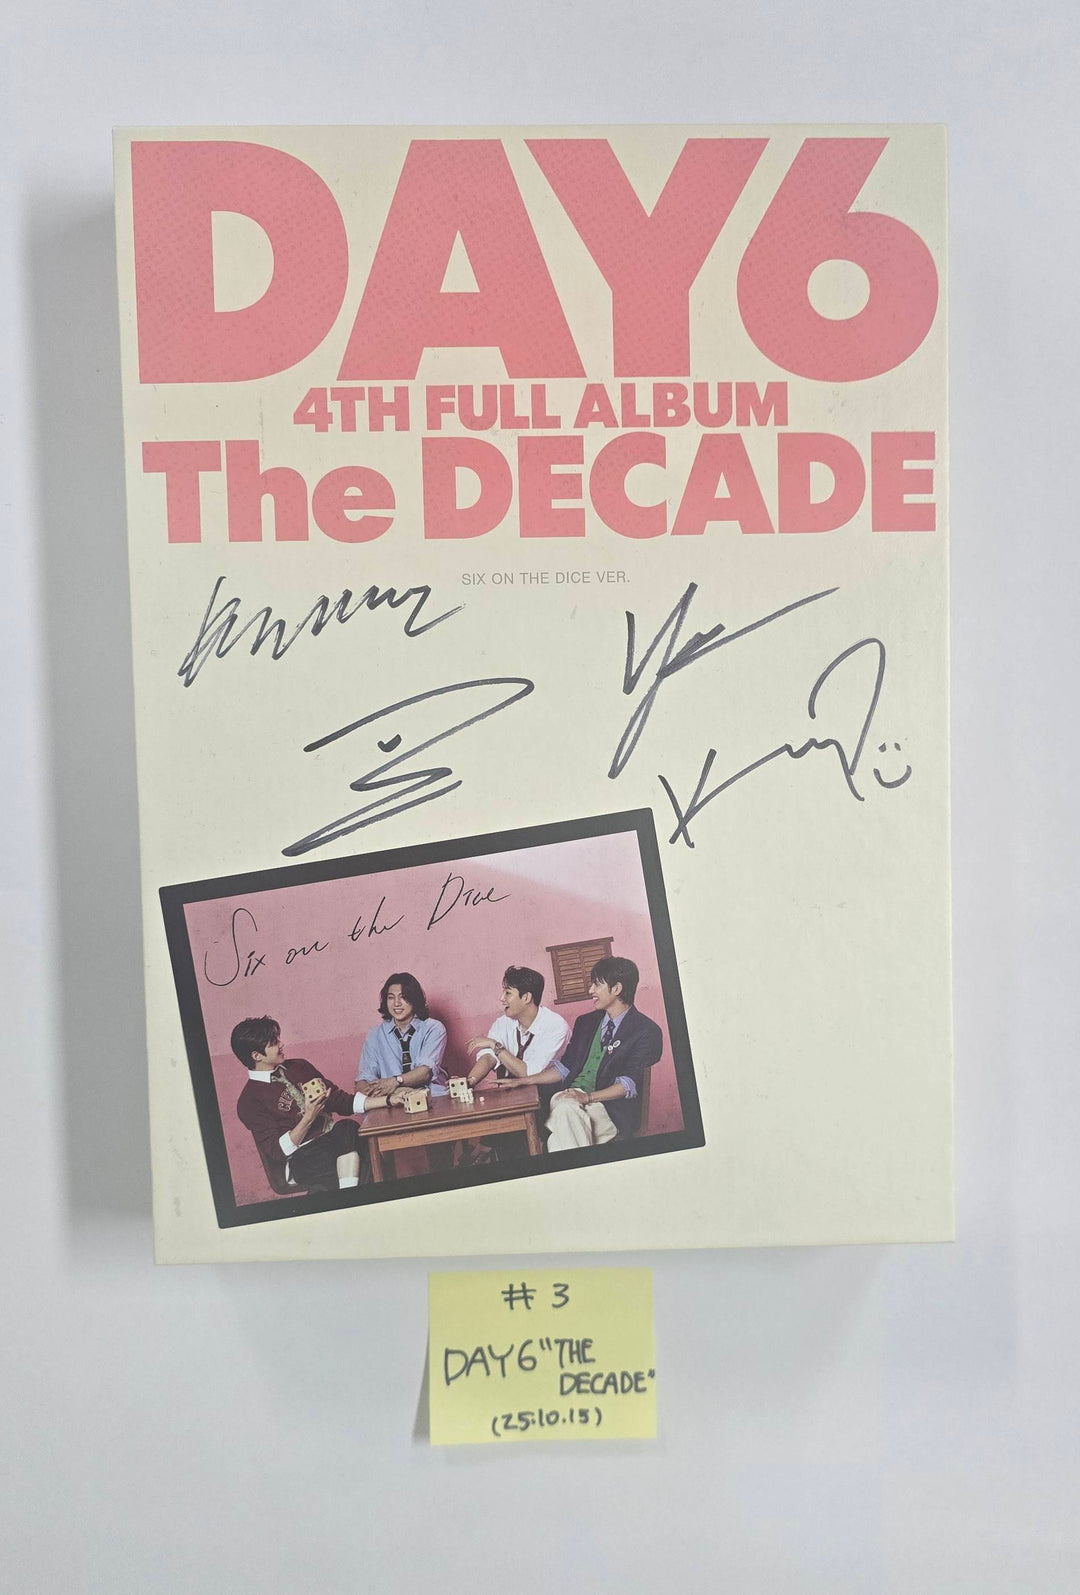 DAY6
4TH FULL ALBUM
The DECADE
SIX ON THE DICE VER.
Six on the Dice
#3
DAY6 "THE
DECADE"
(25.10.15)